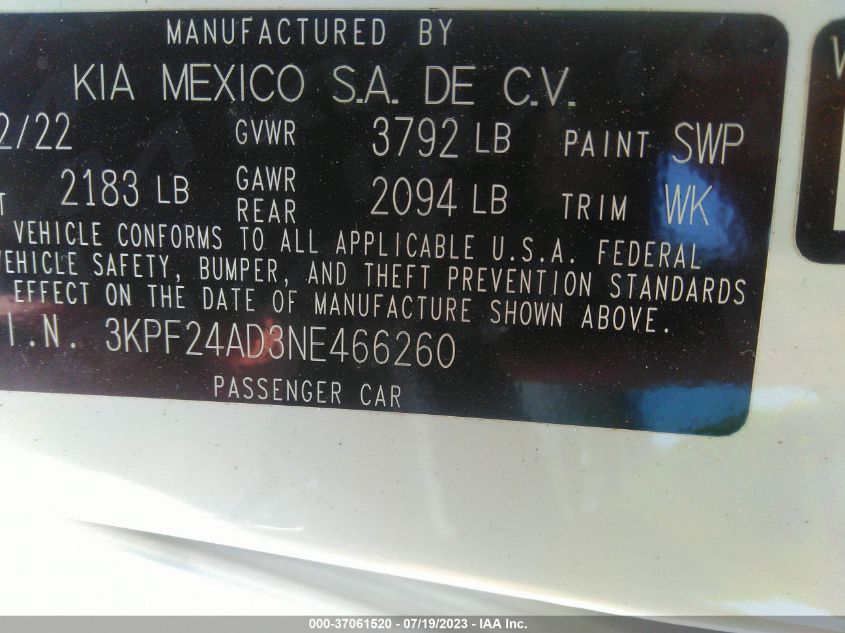 MANUFACTURED BY
KIA MEXICO S.A. DE C.V.
2/22 GVWR 3792 LB PAINT SWP
T 2183 LB GAWR REAR 2094 LB TRIM WK
VEHICLE CONFORMS TO ALL APPLICABLE U.S.A. FEDERAL
VEHICLE SAFETY, BUMPER, AND THEFT PREVENTION STANDARDS
EFFECT ON THE DATE OF MANUFACTURE SHOWN ABOVE.
I.N. 3KPF24AD3NE466260
PASSENGER CAR
000-37061520 - 07/19/2023 - IAA Inc.